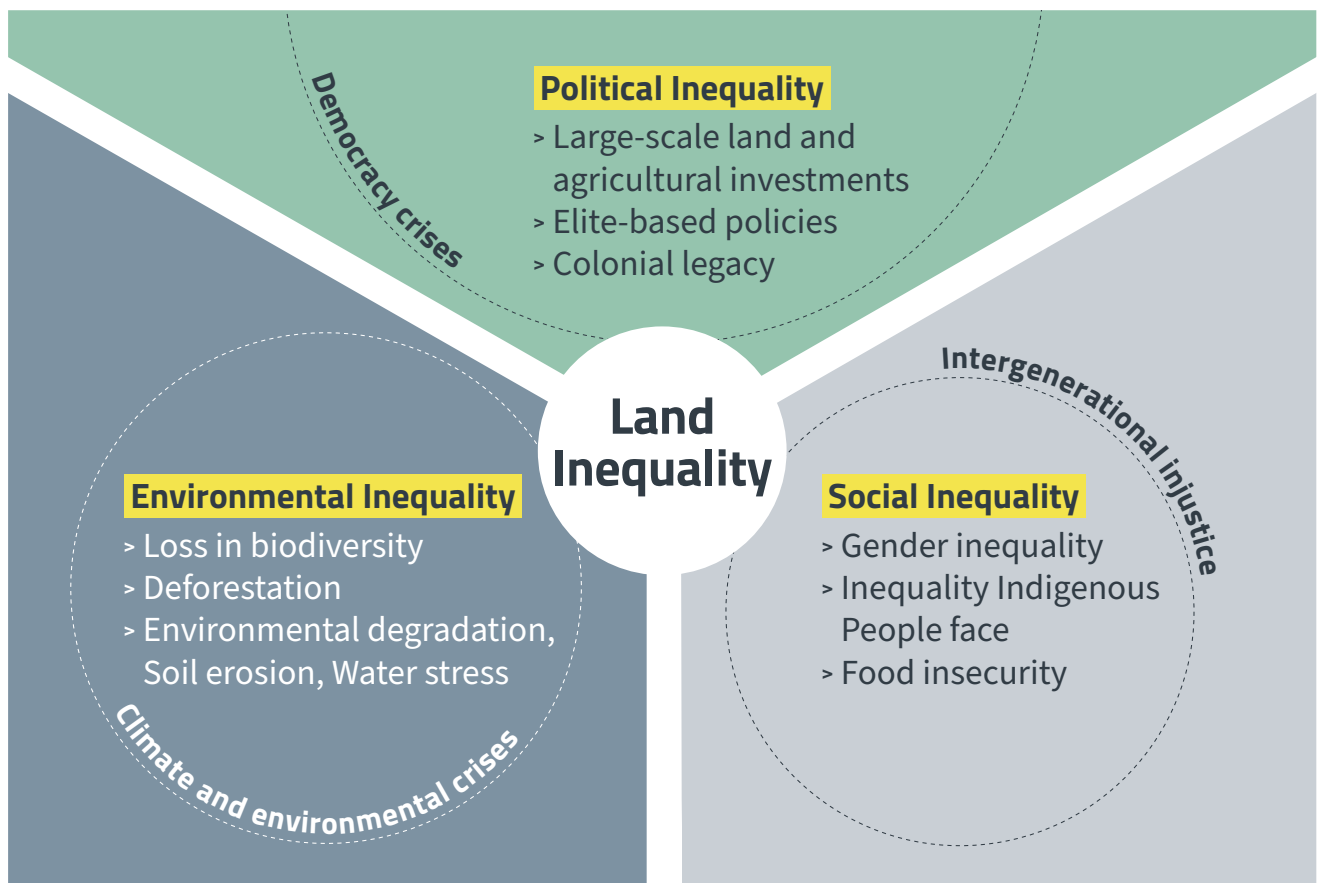 Democracy crises
Political Inequality
> Large-scale land and
agricultural investments
> Elite-based policies
> Colonial legacy
Land
Inequality
Environmental Inequality
> Loss in biodiversity
> Deforestation
> Environmental degradation,
Soil erosion, Water stress
Climate and environmental crises
Intergenerational injustice
Social Inequality
> Gender inequality
> Inequality Indigenous
People face
> Food insecurity